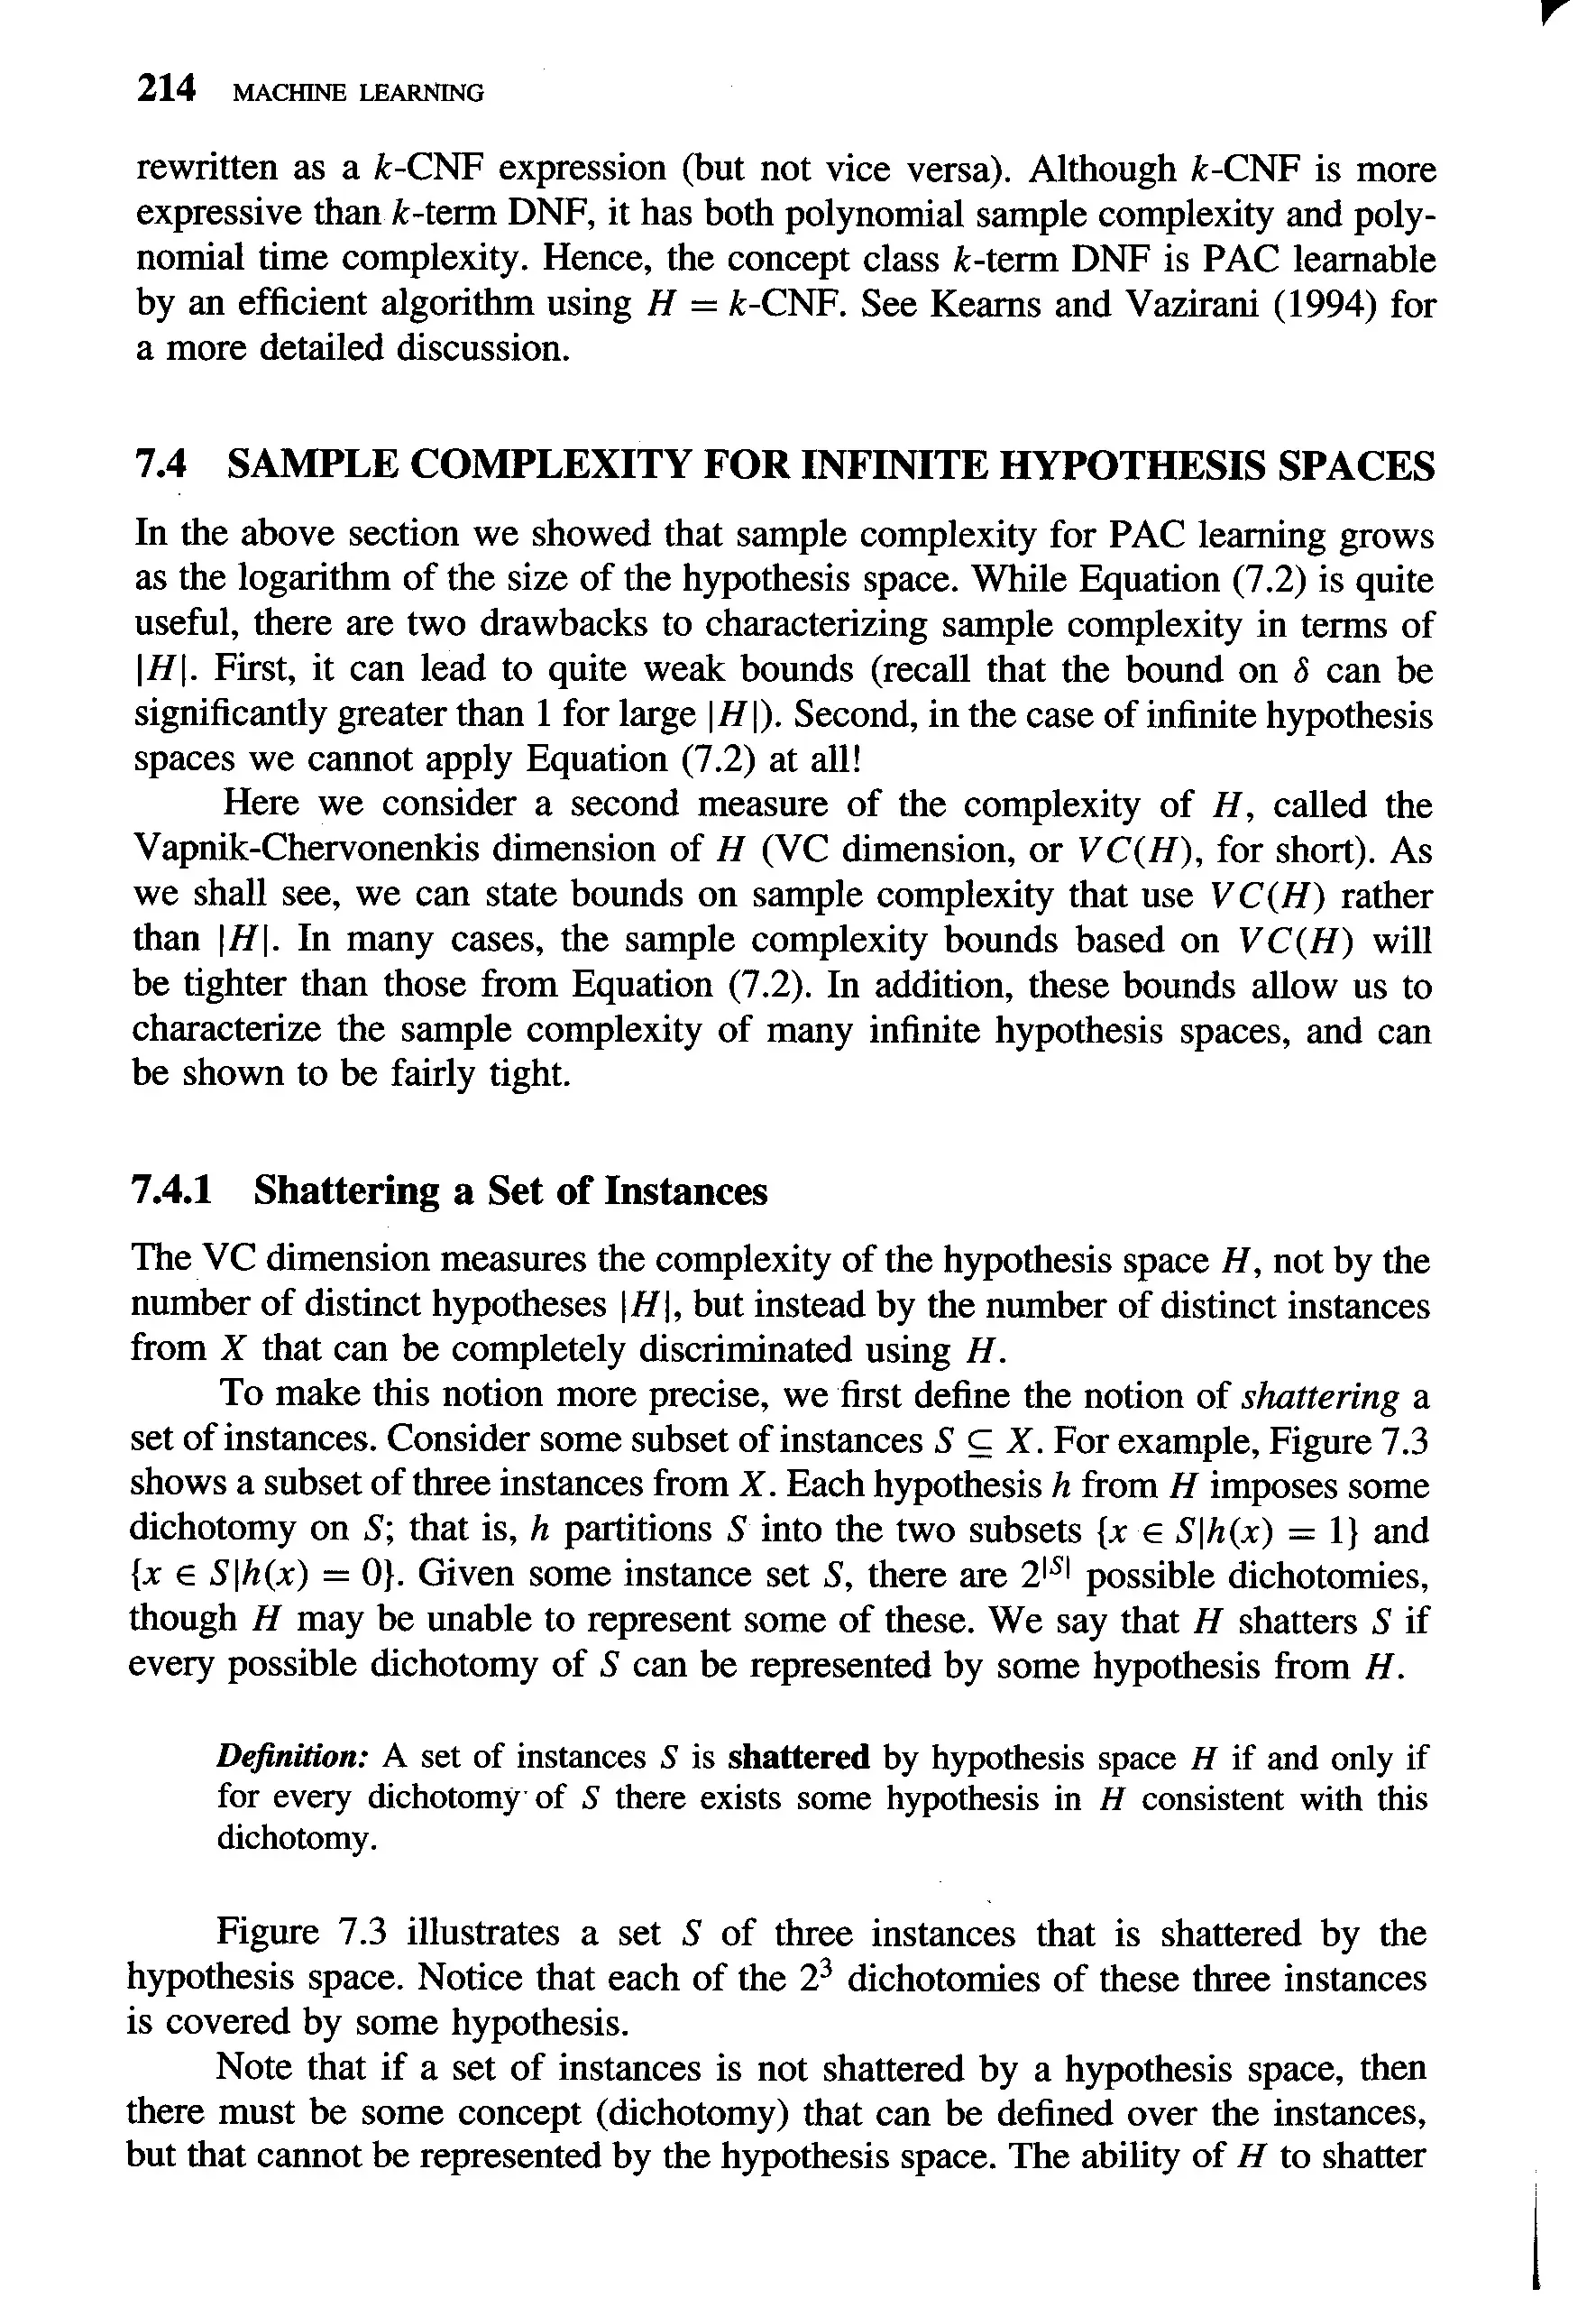 214 MACHINE LEARNING
rewritten as a k-CNF expression (but not vice versa). Although k-CNF is more
expressive than k-term DNF, it has both polynomial sample complexity and poly-
nomial time complexity. Hence, the concept class k-term DNF is PAC learnable
by an efficient algorithm using H = k-CNF. See Kearns and Vazirani (1994) for
a more detailed discussion.
7.4 SAMPLE COMPLEXITY FOR INFINITE HYPOTHESIS SPACES
In the above section we showed that sample complexity for PAC learning grows
as the logarithm of the size of the hypothesis space. While Equation (7.2) is quite
useful, there are two drawbacks to characterizing sample complexity in terms of
|H|. First, it can lead to quite weak bounds (recall that the bound on δ can be
significantly greater than 1 for large |H|). Second, in the case of infinite hypothesis
spaces we cannot apply Equation (7.2) at all!
Here we consider a second measure of the complexity of H, called the
Vapnik-Chervonenkis dimension of H (VC dimension, or VC(H), for short). As
we shall see, we can state bounds on sample complexity that use VC(H) rather
than |H|. In many cases, the sample complexity bounds based on VC(H) will
be tighter than those from Equation (7.2). In addition, these bounds allow us to
characterize the sample complexity of many infinite hypothesis spaces, and can
be shown to be fairly tight.
7.4.1 Shattering a Set of Instances
The VC dimension measures the complexity of the hypothesis space H, not by the
number of distinct hypotheses |H|, but instead by the number of distinct instances
from X that can be completely discriminated using H.
To make this notion more precise, we first define the notion of shattering a
set of instances. Consider some subset of instances S ⊆ X. For example, Figure 7.3
shows a subset of three instances from X. Each hypothesis h from H imposes some
dichotomy on S; that is, h partitions S into the two subsets {x ∈ S|h(x) = 1} and
{x ∈ S|h(x) = 0}. Given some instance set S, there are 2^|S| possible dichotomies,
though H may be unable to represent some of these. We say that H shatters S if
every possible dichotomy of S can be represented by some hypothesis from H.
Definition: A set of instances S is shattered by hypothesis space H if and only if
for every dichotomy of S there exists some hypothesis in H consistent with this
dichotomy.
Figure 7.3 illustrates a set S of three instances that is shattered by the
hypothesis space. Notice that each of the 2³ dichotomies of these three instances
is covered by some hypothesis.
Note that if a set of instances is not shattered by a hypothesis space, then
there must be some concept (dichotomy) that can be defined over the instances,
but that cannot be represented by the hypothesis space. The ability of H to shatter